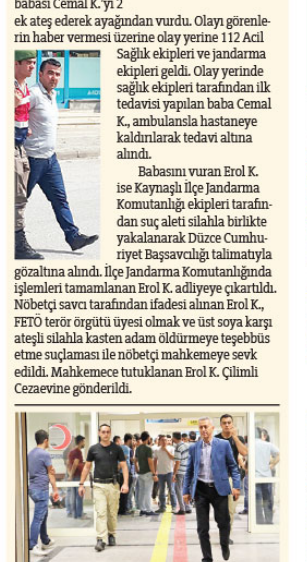 babası Cemal K.'yi 2
ek ateş ederek ayağından vurdu. Olayı görenle-
rin haber vermesi üzerine olay yerine 112 Acil
Sağlık ekipleri ve jandarma
ekipleri geldi. Olay yerinde
sağlık ekipleri tarafından ilk
tedavisi yapılan baba Cemal
K., ambulansla hastaneye
kaldırılarak tedavi altına
alındı.
Babasını vuran Erol K.
ise Kaynaşlı İlçe Jandarma
Komutanlığı ekipleri tarafın-
dan suç aleti silahla birlikte
yakalanarak Düzce Cumhu-
riyet Başsavcılığı talimatıyla
gözaltına alındı. İlçe Jandarma Komutanlığında
işlemleri tamamlanan Erol K. adliyeye çıkartıldı.
Nöbetçi savcı tarafından ifadesi alınan Erol K.,
FETÖ terör örgütü üyesi olmak ve üst soya karşı
ateşli silahla kasten adam öldürmeye teşebbüs
etme suçlaması ile nöbetçi mahkemeye sevk
edildi. Mahkemece tutuklanan Erol K. Çilimli
Cezaevine gönderildi.